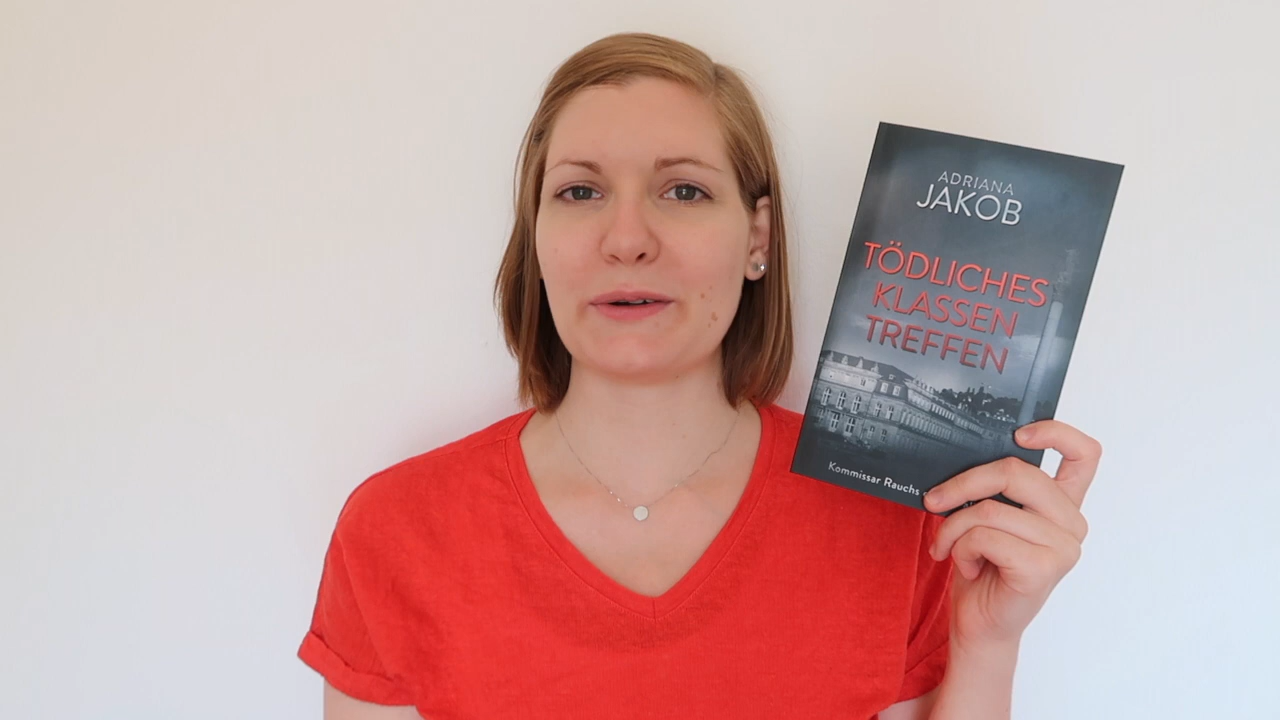 ADRIANA
JAKOB
TÖDLICHES
KLASSEN
TREFFEN
Kommissar Rauchs